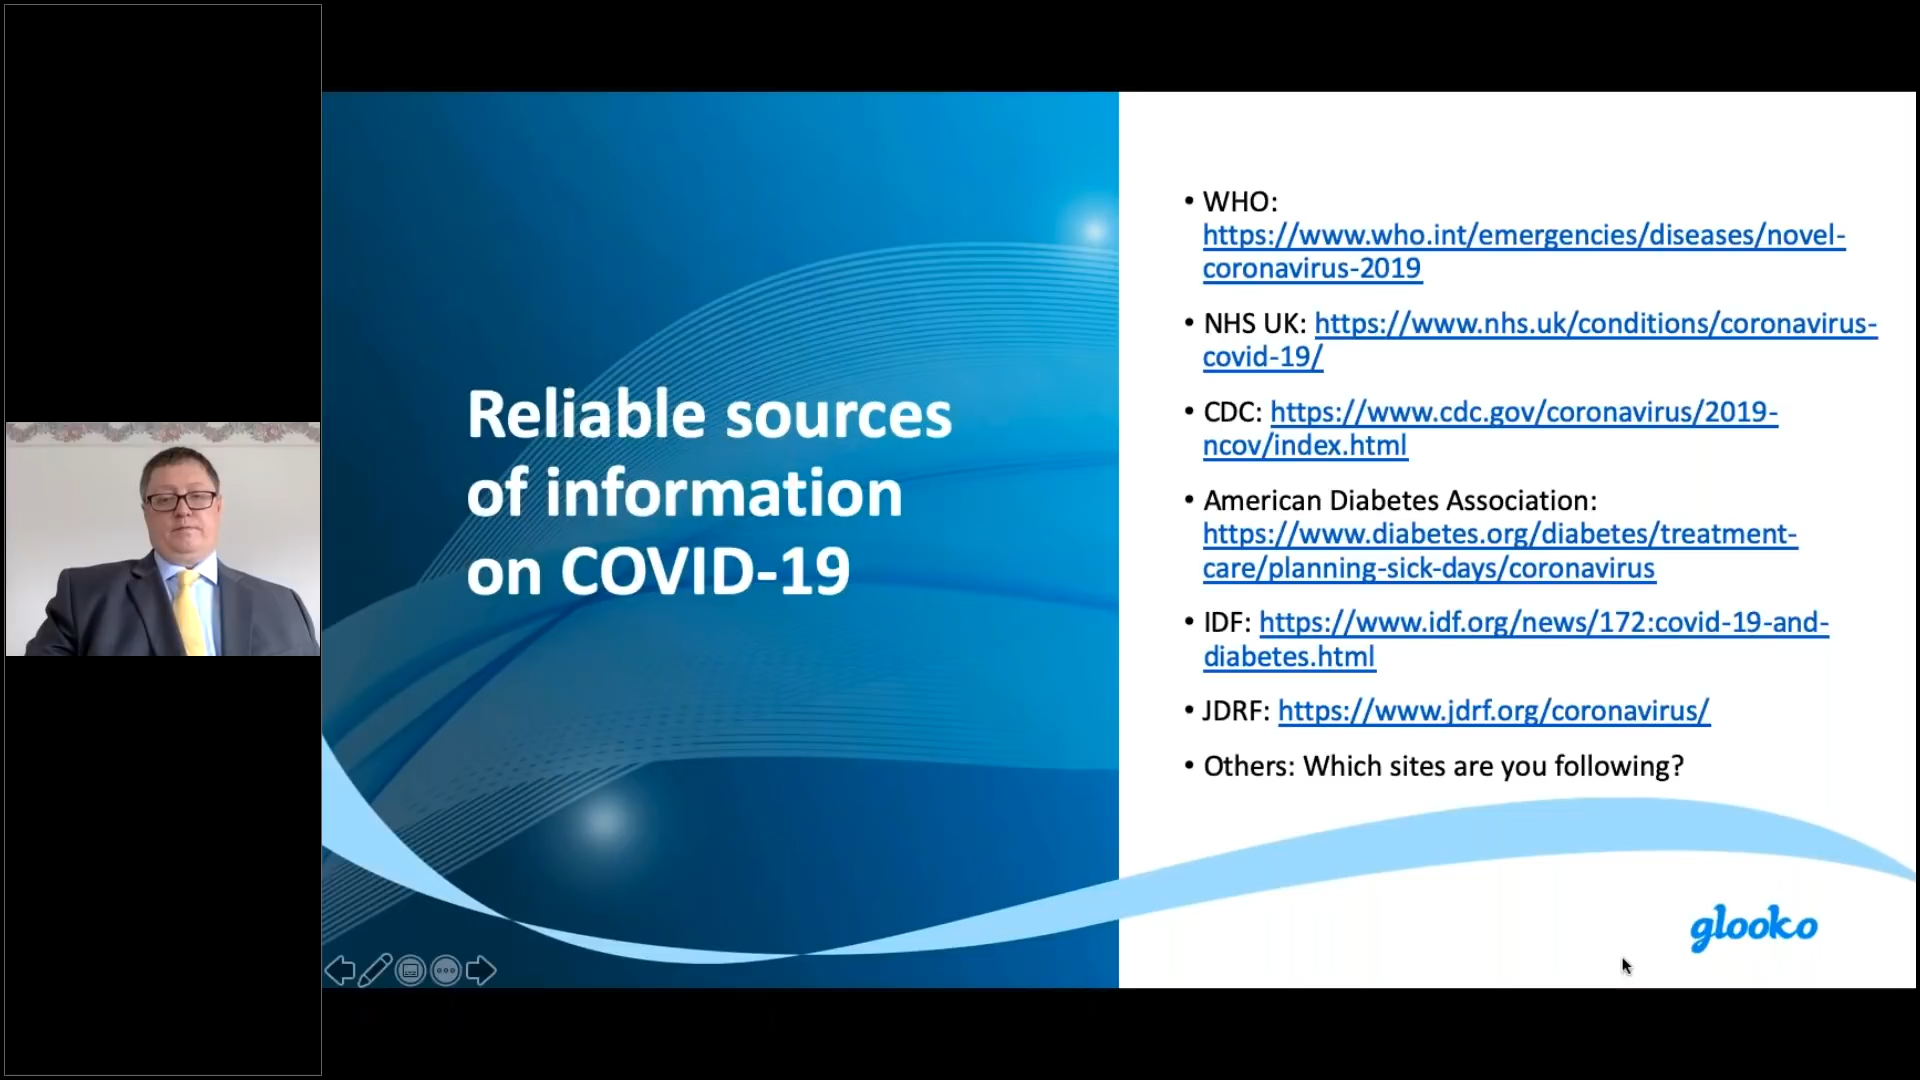 Reliable sources
of information
on COVID-19
• WHO:
https://www.who.int/emergencies/diseases/novel-
coronavirus-2019
• NHS UK: https://www.nhs.uk/conditions/coronavirus-
covid-19/
• CDC: https://www.cdc.gov/coronavirus/2019-
ncov/index.html
• American Diabetes Association:
https://www.diabetes.org/diabetes/treatment-
care/planning-sick-days/coronavirus
• IDF: https://www.idf.org/news/172:covid-19-and-
diabetes.html
• JDRF: https://www.jdrf.org/coronavirus/
• Others: Which sites are you following?
glooko